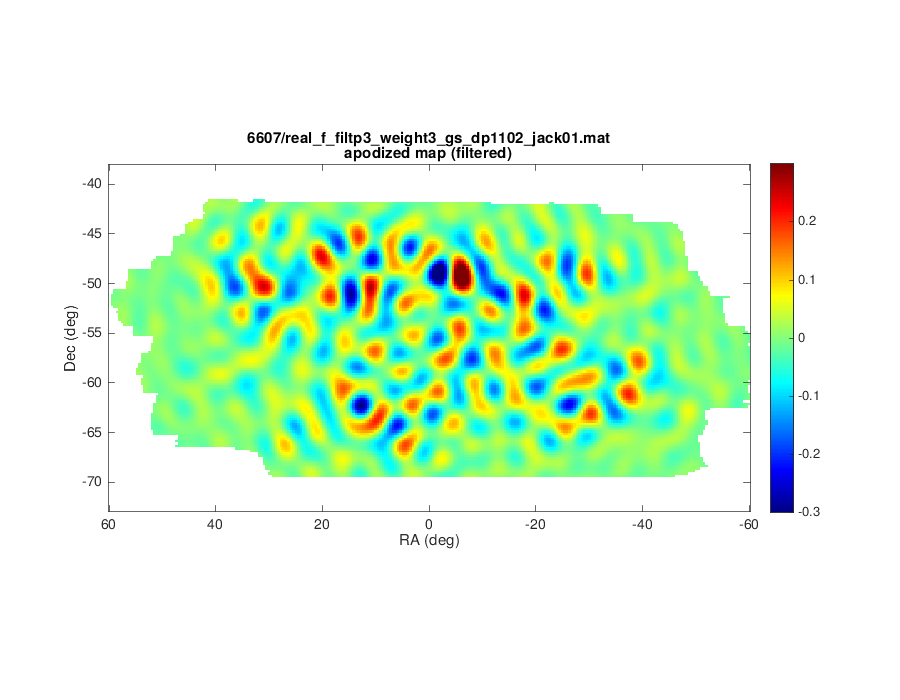 6607/real_f_filtp3_weight3_gs_dp1102_jack01.mat
apodized map (filtered)
-40
-45
-50
-55
-60
-65
-70
Dec (deg)
60 40 20 0 -20 -40 -60
RA (deg)
0.2
0.1
0
-0.1
-0.2
-0.3